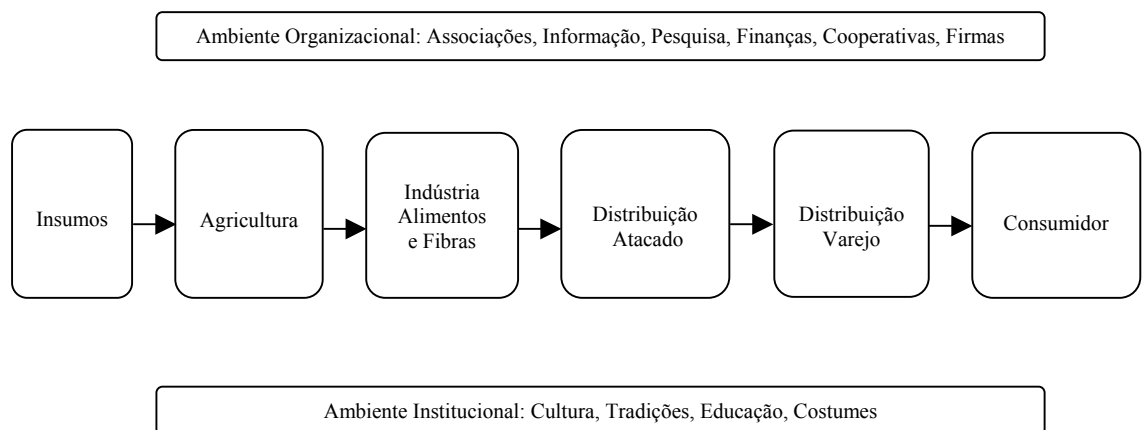 Ambiente Organizacional: Associações, Informação, Pesquisa, Finanças, Cooperativas, Firmas
Insumos
Agricultura
Indústria
Alimentos
e Fibras
Distribuição
Atacado
Distribuição
Varejo
Consumidor
Ambiente Institucional: Cultura, Tradições, Educação, Costumes